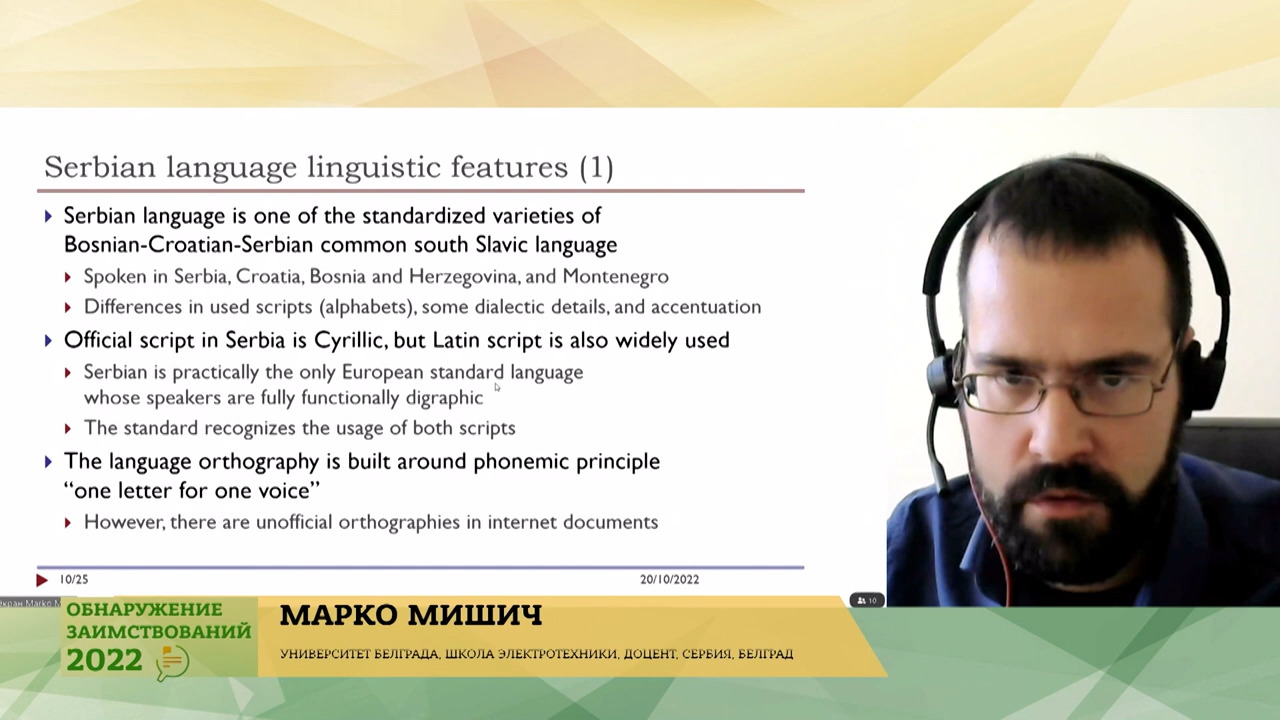 Serbian language linguistic features (1)
Serbian language is one of the standardized varieties of
Bosnian-Croatian-Serbian common south Slavic language
Spoken in Serbia, Croatia, Bosnia and Herzegovina, and Montenegro
Differences in used scripts (alphabets), some dialectic details, and accentuation
Official script in Serbia is Cyrillic, but Latin script is also widely used
Serbian is practically the only European standard language
whose speakers are fully functionally digraphic
The standard recognizes the usage of both scripts
The language orthography is built around phonemic principle
“one letter for one voice”
However, there are unofficial orthographies in internet documents
10/25
20/10/2022
10
ОБНАРУЖЕНИЕ
ЗАИМСТВОВАНИЙ
2022
МАРКО МИШИЧ
УНИВЕРСИТЕТ БЕЛГРАДА, ШКОЛА ЭЛЕКТРОТЕХНИКИ, ДОЦЕНТ, СЕРБИЯ, БЕЛГРАД